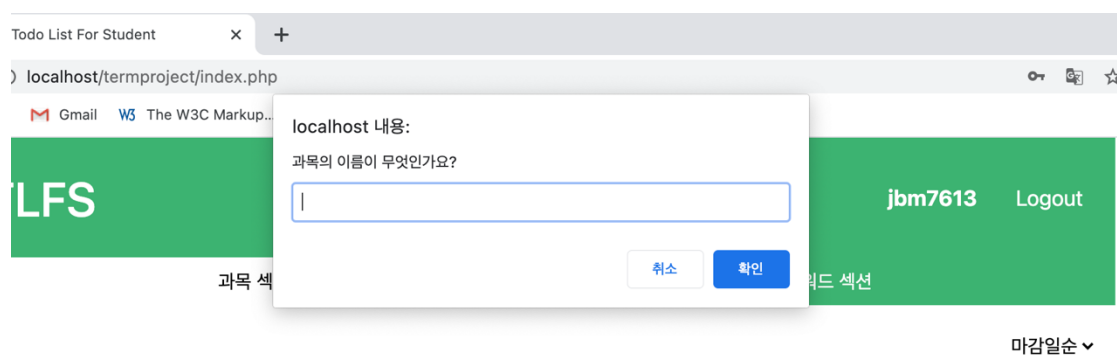 Todo List For Student
localhost/termproject/index.php
Gmail W3 The W3C Markup...
localhost 내용:
과목의 이름이 무엇인가요?
LFS
jbm7613 Logout
취소 확인
과목 섹
드 섹션
마감일순